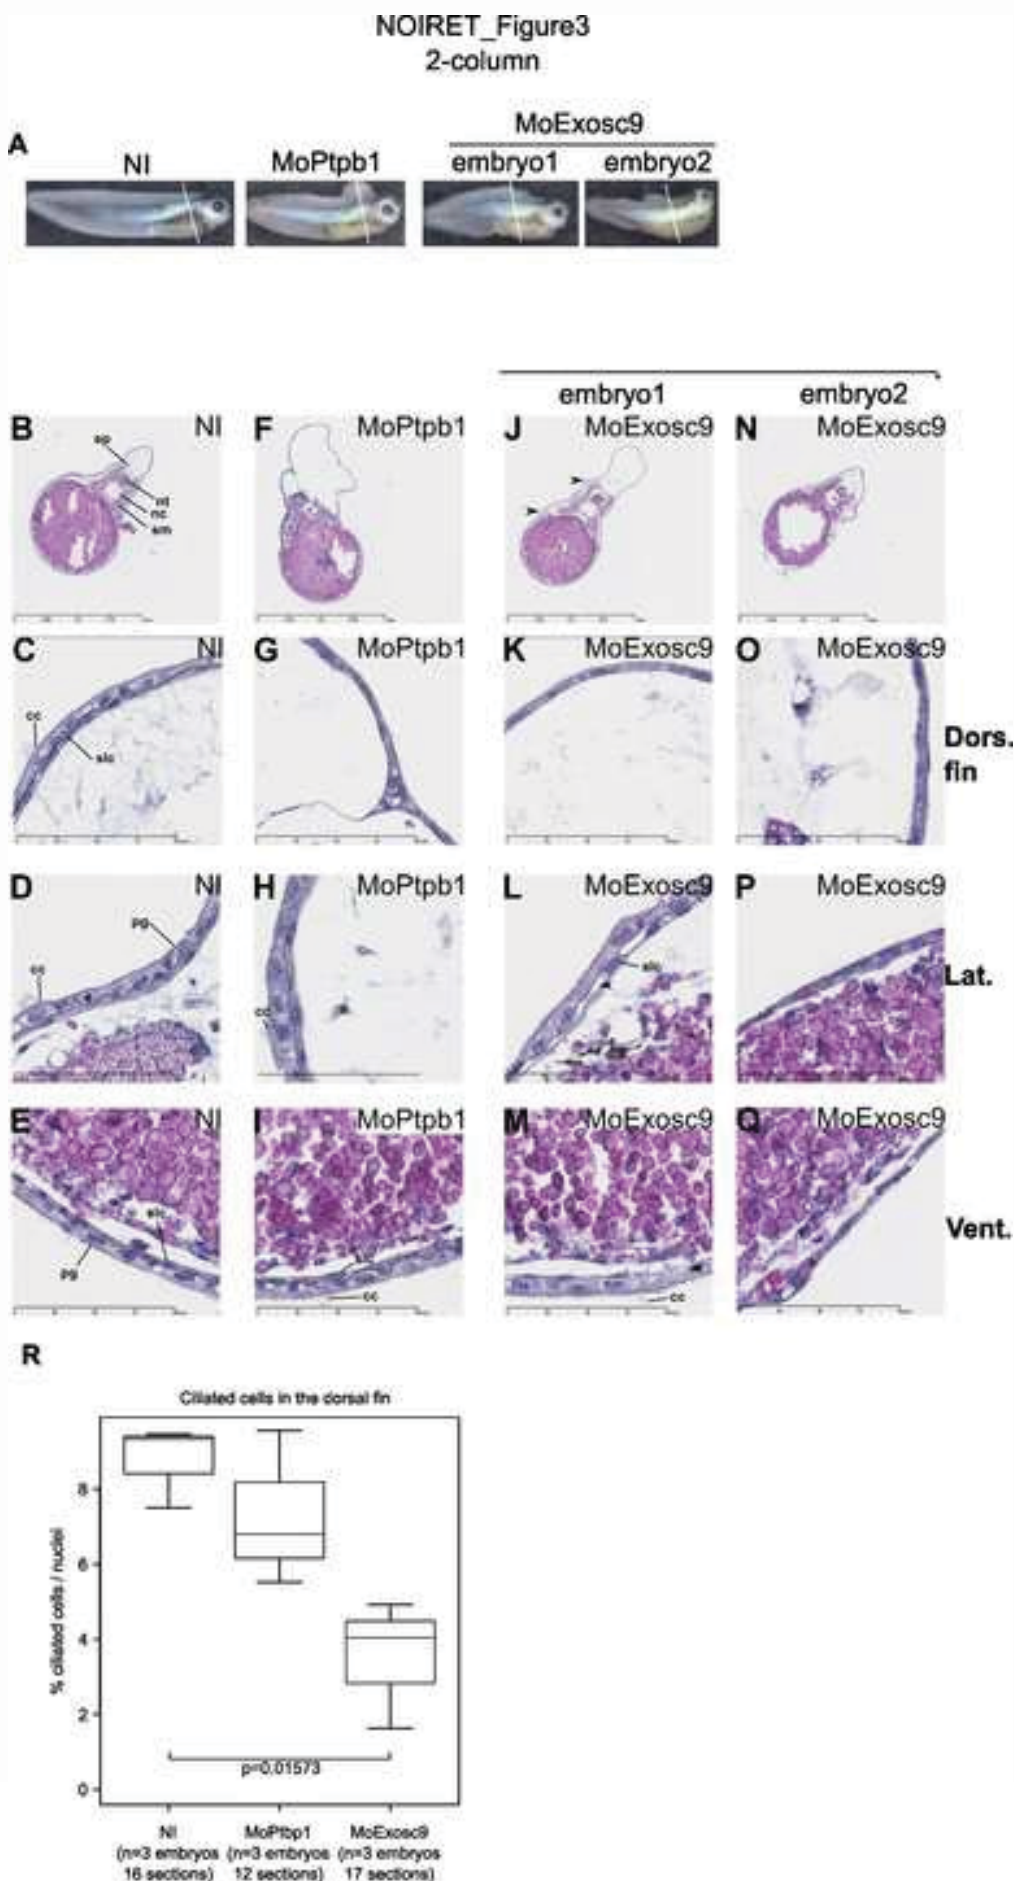 NOIRET_Figure3
2-column
A
MoExosc9
NI
MoPtpb1
embryo1
embryo2
embryo1
embryo2
B NI
F MoPtpb1
J MoExosc9
N MoExosc9
ep
nt
nc
sm
C NI
G MoPtpb1
K MoExosc9
O MoExosc9
cc
slc
Dors.
fin
D NI
H MoPtpb1
L MoExosc9
P MoExosc9
pg
cc
cc
slc
Lat.
E NI
I MoPtpb1
M MoExosc9
Q MoExosc9
slc
pg
cc
cc
Vent.
R
Ciliated cells in the dorsal fin
% ciliated cells / nuclei
8
6
4
2
0
p=0.01573
NI
(n=3 embryos
16 sections)
MoPtbp1
(n=3 embryos
12 sections)
MoExosc9
(n=3 embryos
17 sections)